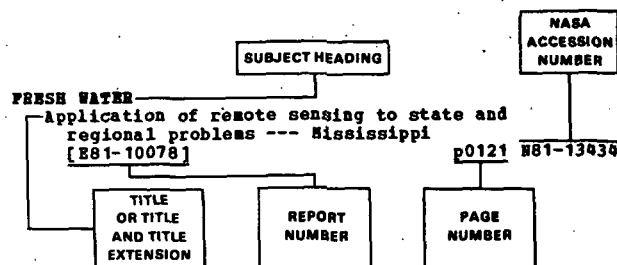 NASA
ACCESSION
NUMBER
SUBJECT HEADING
FRESH WATER
Application of remote sensing to state and
regional problems --- Mississippi
[E81-10078] p0121 N81-13434
TITLE
OR TITLE
AND TITLE
EXTENSION
REPORT
NUMBER
PAGE
NUMBER